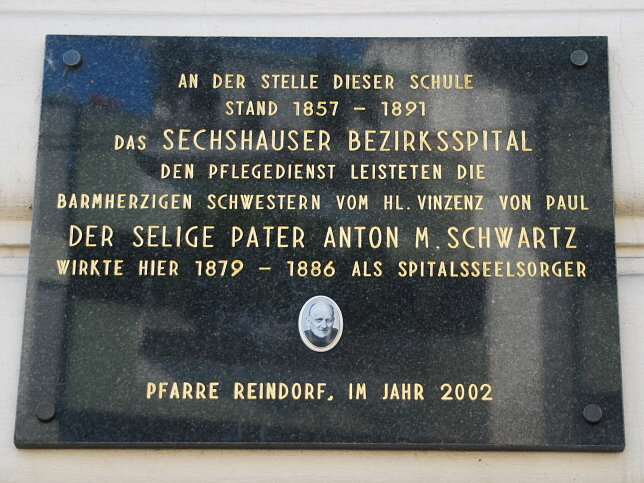 AN DER STELLE DIESER SCHULE
STAND 1857 – 1891
DAS SECHSHAUSER BEZIRKSSPITAL
DEN PFLEGEDIENST LEISTETEN DIE
BARMHERZIGEN SCHWESTERN VOM HL. VINZENZ VON PAUL
DER SELIGE PATER ANTON M. SCHWARTZ
WIRKTE HIER 1879 – 1886 ALS SPITALSSEELSORGER
PFARRE REINDORF, IM JAHR 2002